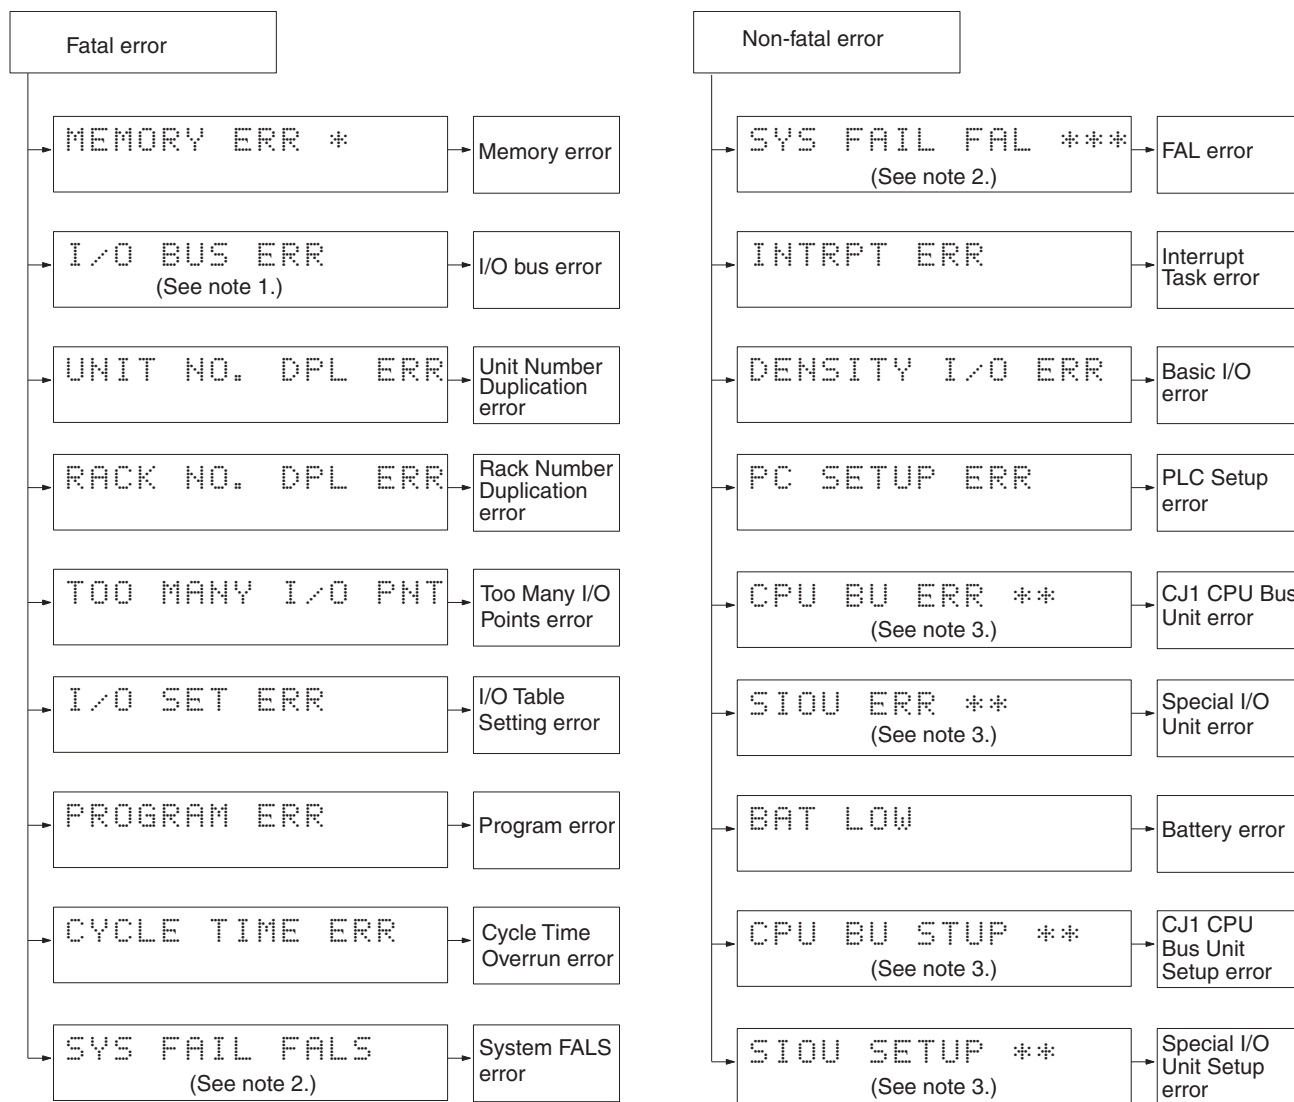 Fatal error
MEMORY ERR *
Memory error
I/O BUS ERR
(See note 1.)
I/O bus error
UNIT NO. DPL ERR
Unit Number
Duplication
error
RACK NO. DPL ERR
Rack Number
Duplication
error
TOO MANY I/O PNT
Too Many I/O
Points error
I/O SET ERR
I/O Table
Setting error
PROGRAM ERR
Program error
CYCLE TIME ERR
Cycle Time
Overrun error
SYS FAIL FALS
(See note 2.)
System FALS
error
Non-fatal error
SYS FAIL FAL ***
(See note 2.)
FAL error
INTRPT ERR
Interrupt
Task error
DENSITY I/O ERR
Basic I/O
error
PC SETUP ERR
PLC Setup
error
CPU BU ERR **
(See note 3.)
CJ1 CPU Bus
Unit error
SIOU ERR **
(See note 3.)
Special I/O
Unit error
BAT LOW
Battery error
CPU BU STUP **
(See note 3.)
CJ1 CPU
Bus Unit
Setup error
SIOU SETUP **
(See note 3.)
Special I/O
Unit Setup
error